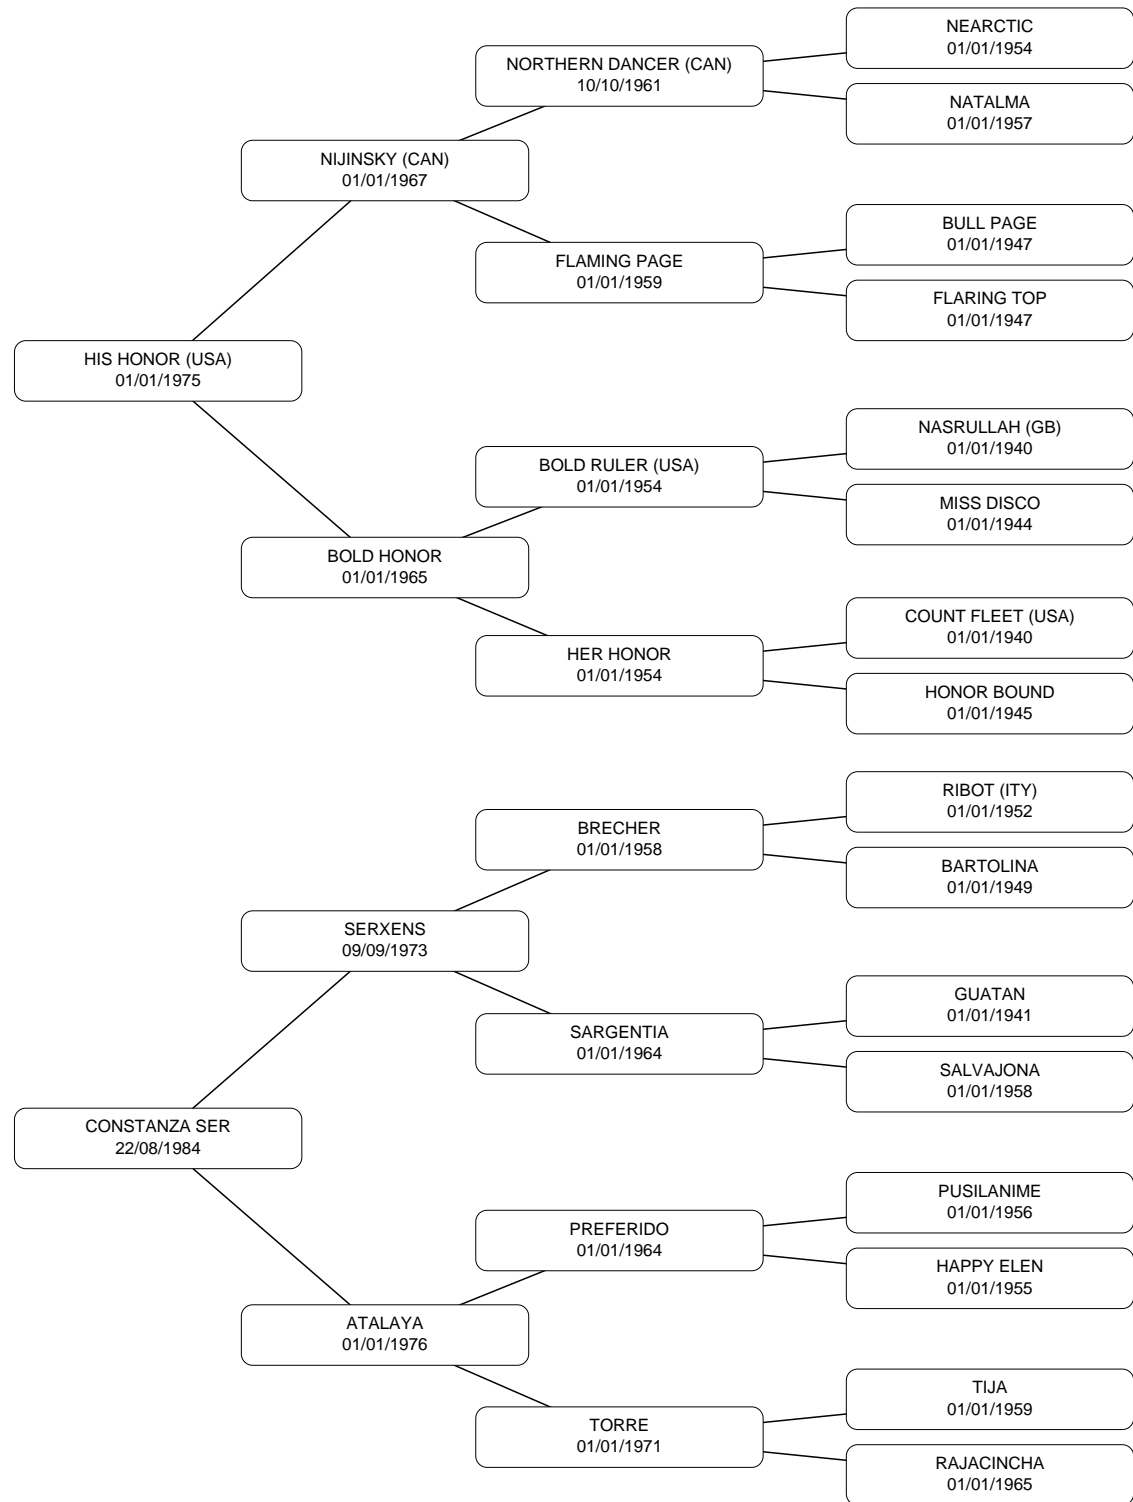 NEARCTIC
01/01/1954
NORTHERN DANCER (CAN)
10/10/1961
NATALMA
01/01/1957
NIJINSKY (CAN)
01/01/1967
BULL PAGE
01/01/1947
FLAMING PAGE
01/01/1959
FLARING TOP
01/01/1947
HIS HONOR (USA)
01/01/1975
NASRULLAH (GB)
01/01/1940
BOLD RULER (USA)
01/01/1954
MISS DISCO
01/01/1944
BOLD HONOR
01/01/1965
COUNT FLEET (USA)
01/01/1940
HER HONOR
01/01/1954
HONOR BOUND
01/01/1945
RIBOT (ITY)
01/01/1952
BRECHER
01/01/1958
BARTOLINA
01/01/1949
SERXENS
09/09/1973
GUATAN
01/01/1941
SARGENTIA
01/01/1964
SALVAJONA
01/01/1958
CONSTANZA SER
22/08/1984
PUSILANIME
01/01/1956
PREFERIDO
01/01/1964
HAPPY ELEN
01/01/1955
ATALAYA
01/01/1976
TIJA
01/01/1959
TORRE
01/01/1971
RAJACINCHA
01/01/1965